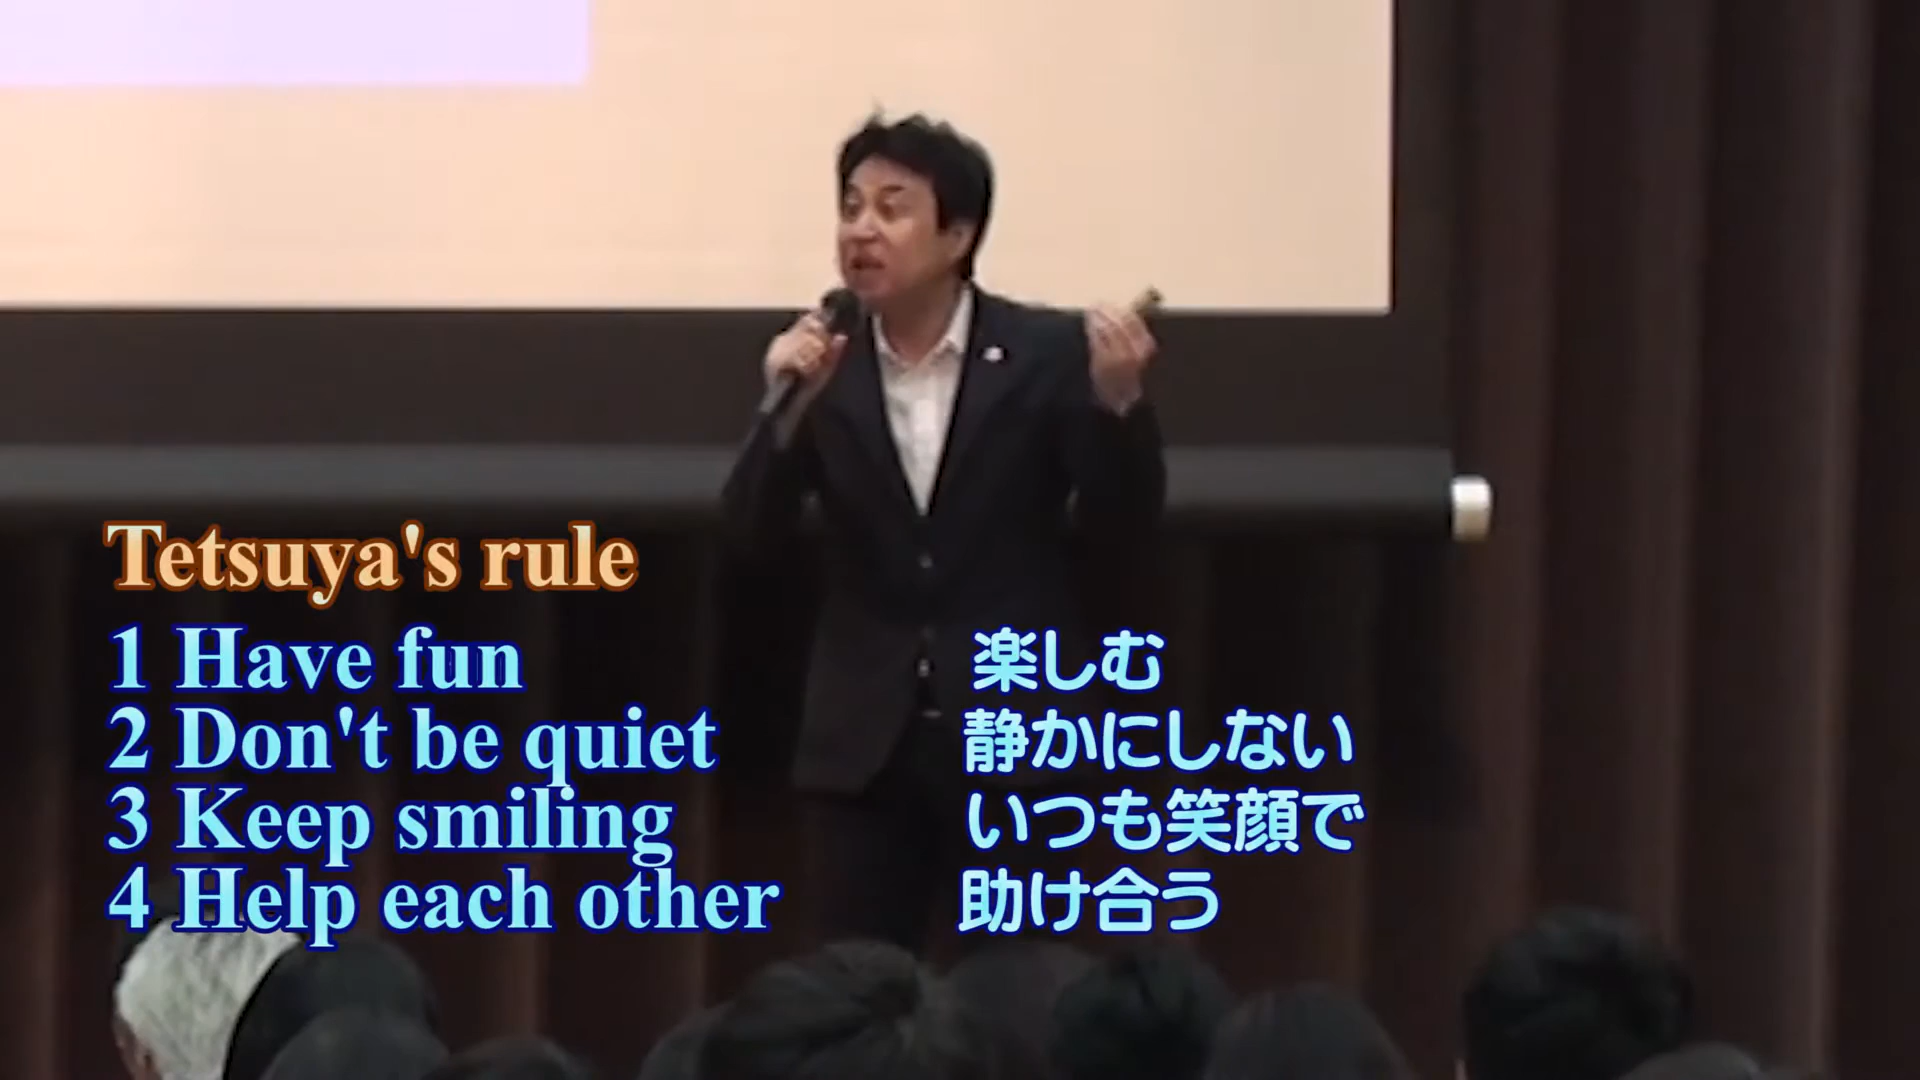 Tetsuya's rule
1 Have fun 楽しむ
2 Don't be quiet 静かにしない
3 Keep smiling いつも笑顔で
4 Help each other 助け合う